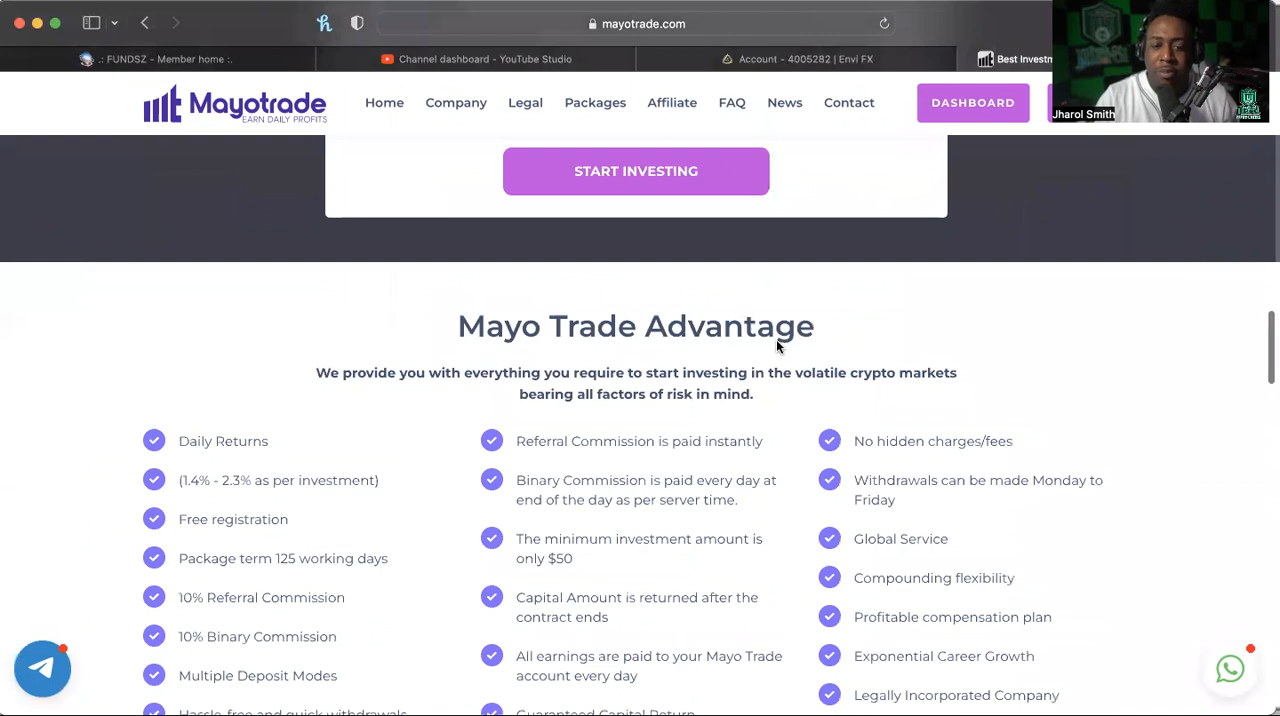 mayotrade.com
.: FUNDSZ - Member home :.
Channel dashboard - YouTube Studio
Account - 4005282 | Envi FX
Best Investm
Jharol Smith
Mayotrade
EARN DAILY PROFITS
Home
Company
Legal
Packages
Affiliate
FAQ
News
Contact
DASHBOARD
START INVESTING
Mayo Trade Advantage
We provide you with everything you require to start investing in the volatile crypto markets
bearing all factors of risk in mind.
Daily Returns
(1.4% - 2.3% as per investment)
Free registration
Package term 125 working days
10% Referral Commission
10% Binary Commission
Multiple Deposit Modes
Hassle-free and quick withdrawals
Referral Commission is paid instantly
Binary Commission is paid every day at
end of the day as per server time.
The minimum investment amount is
only $50
Capital Amount is returned after the
contract ends
All earnings are paid to your Mayo Trade
account every day
Guaranteed Capital Return
No hidden charges/fees
Withdrawals can be made Monday to
Friday
Global Service
Compounding flexibility
Profitable compensation plan
Exponential Career Growth
Legally Incorporated Company